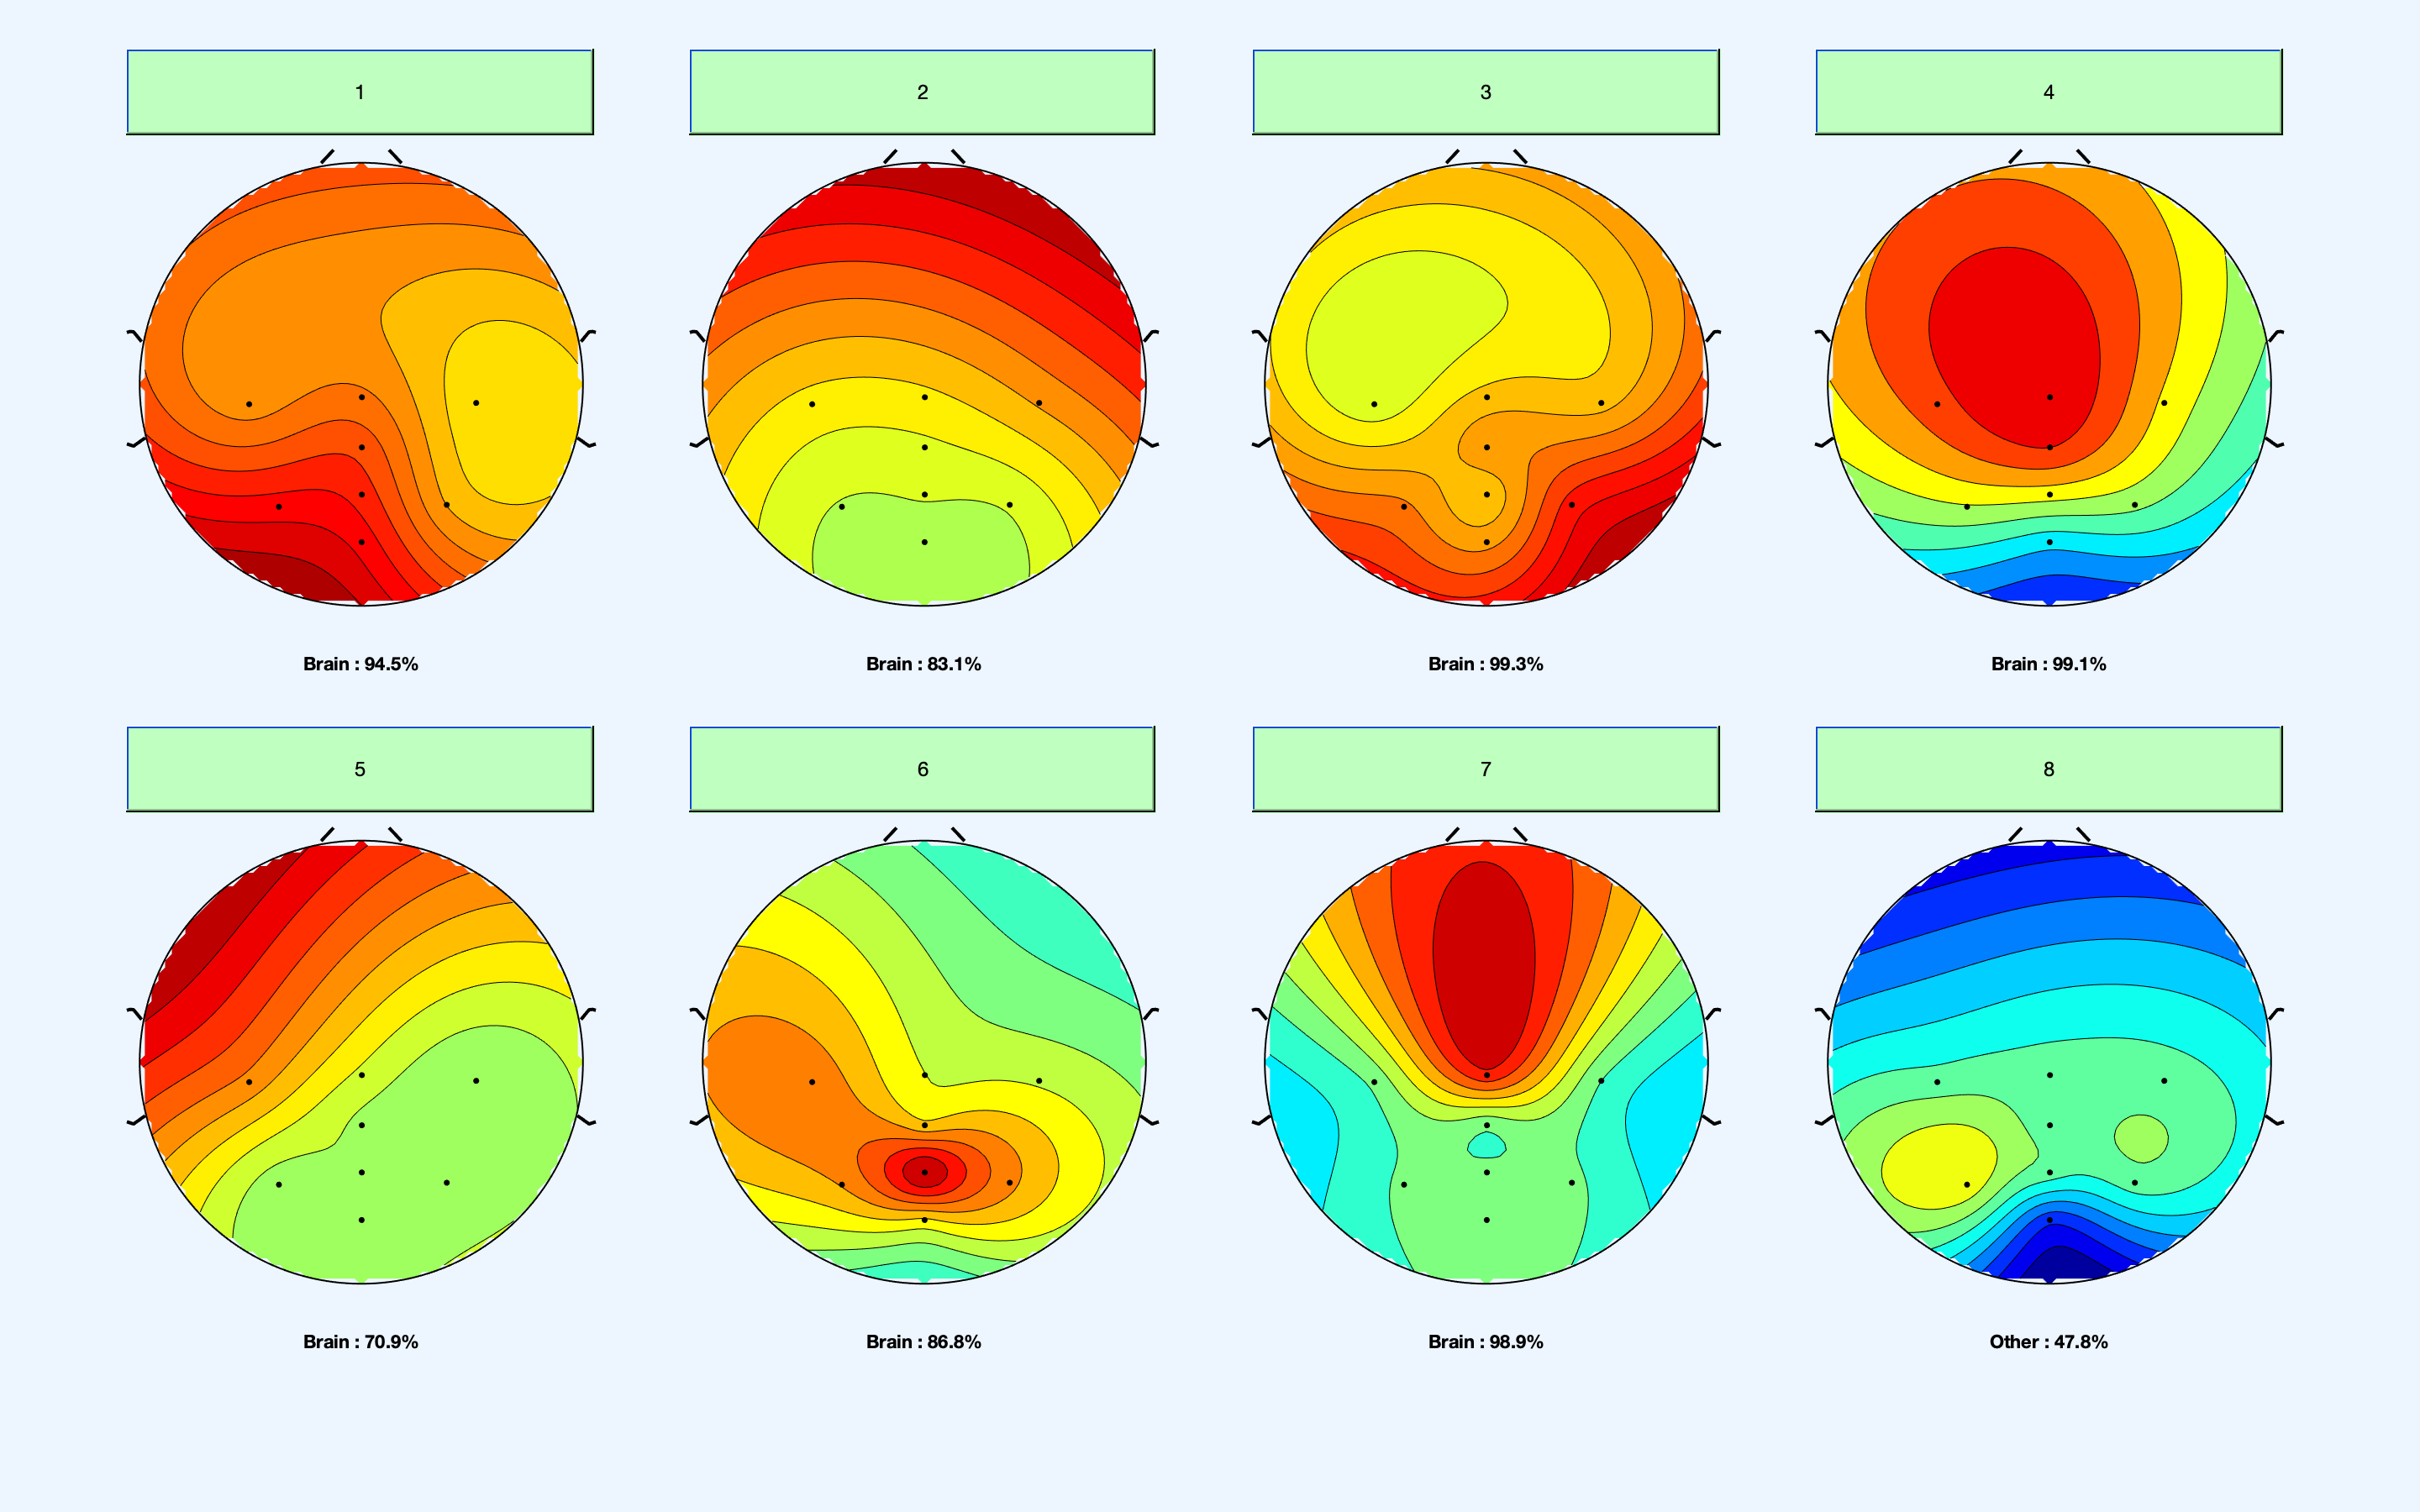 1
2
3
4
Brain : 94.5%
Brain : 83.1%
Brain : 99.3%
Brain : 99.1%
5
6
7
8
Brain : 70.9%
Brain : 86.8%
Brain : 98.9%
Other : 47.8%